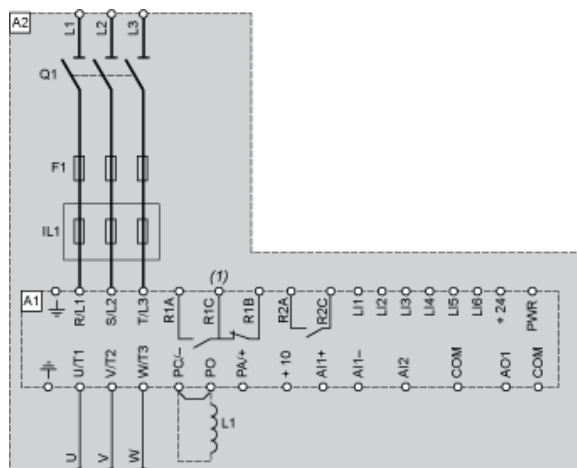 A2
L1 L2 L3
Q1
F1
IL1
(1)
A1
R/L1 S/L2 T/L3 R1A R1C R1B R2A R2C LI1 LI2 LI3 LI4 LI5 LI6 + 24 PWR
U/T1 V/T2 W/T3 PC/– PO PA/+ + 10 AI1+ AI1– AI2 COM AO1 COM
L1
U V W